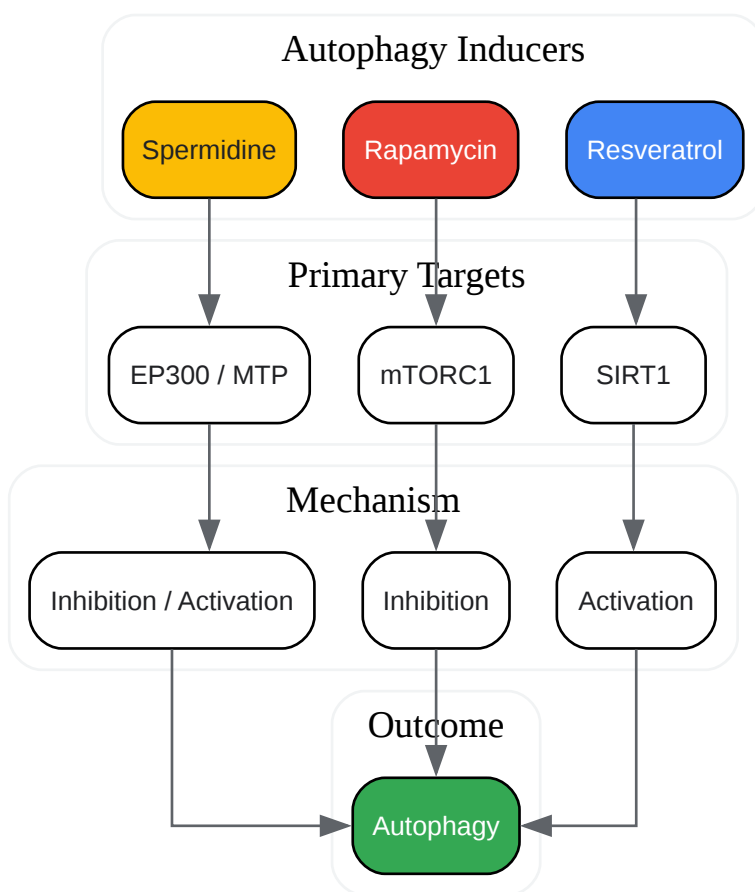 Autophagy Inducers
Spermidine
Rapamycin
Resveratrol
Primary Targets
EP300 / MTP
mTORC1
SIRT1
Mechanism
Inhibition / Activation
Inhibition
Activation
Outcome
Autophagy